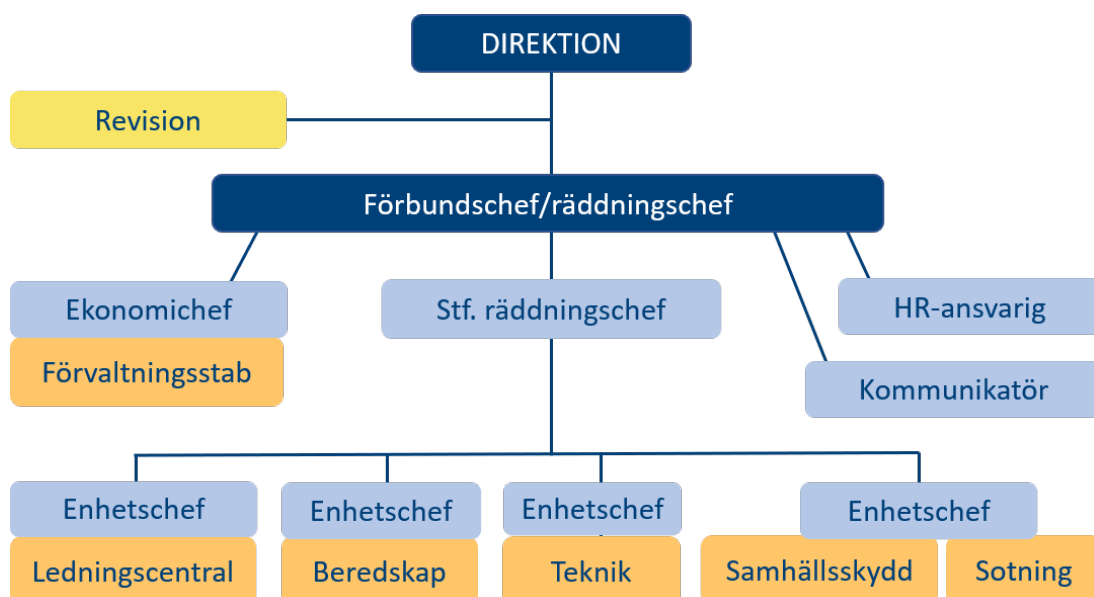 DIREKTION
Revision
Förbundschef/räddningschef
Ekonomichef
Stf. räddningschef
HR-ansvarig
Förvaltningsstab
Kommunikatör
Enhetschef
Enhetschef
Enhetschef
Enhetschef
Ledningscentral
Beredskap
Teknik
Samhällsskydd
Sotning